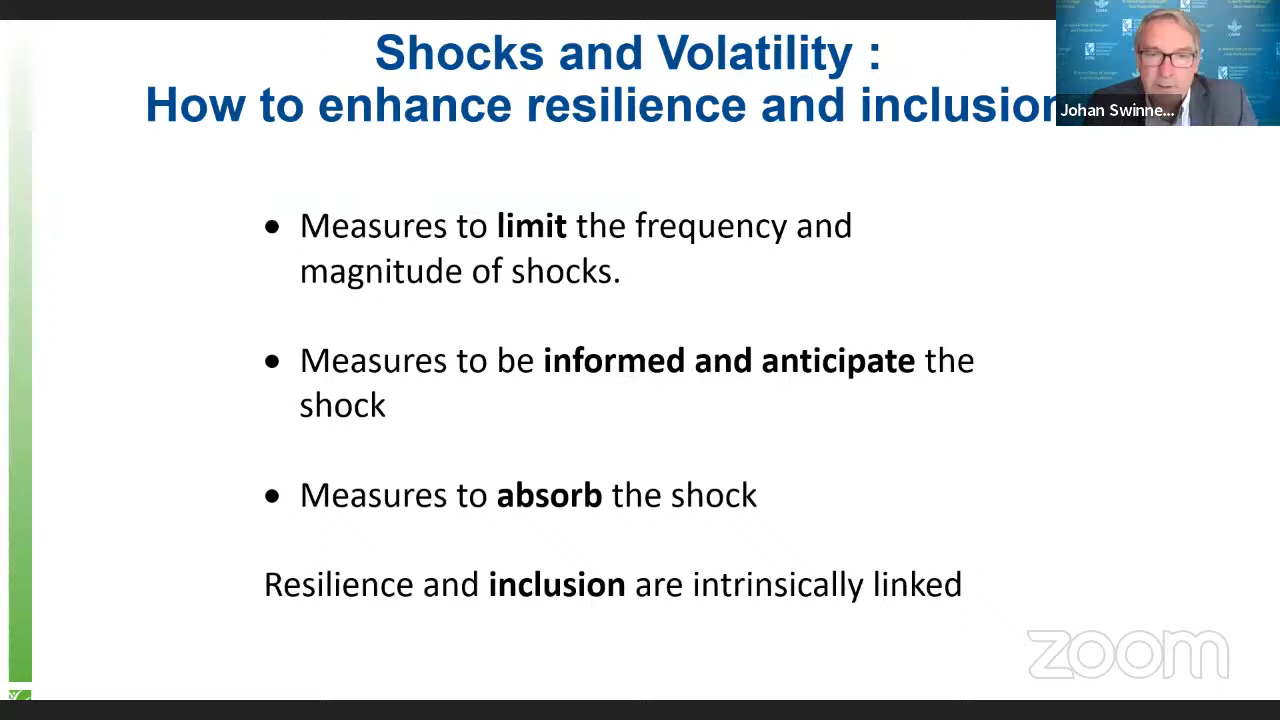 Shocks and Volatility :
How to enhance resilience and inclusion
Johan Swinne...
• Measures to limit the frequency and
magnitude of shocks.
• Measures to be informed and anticipate the
shock
• Measures to absorb the shock
Resilience and inclusion are intrinsically linked
zoom